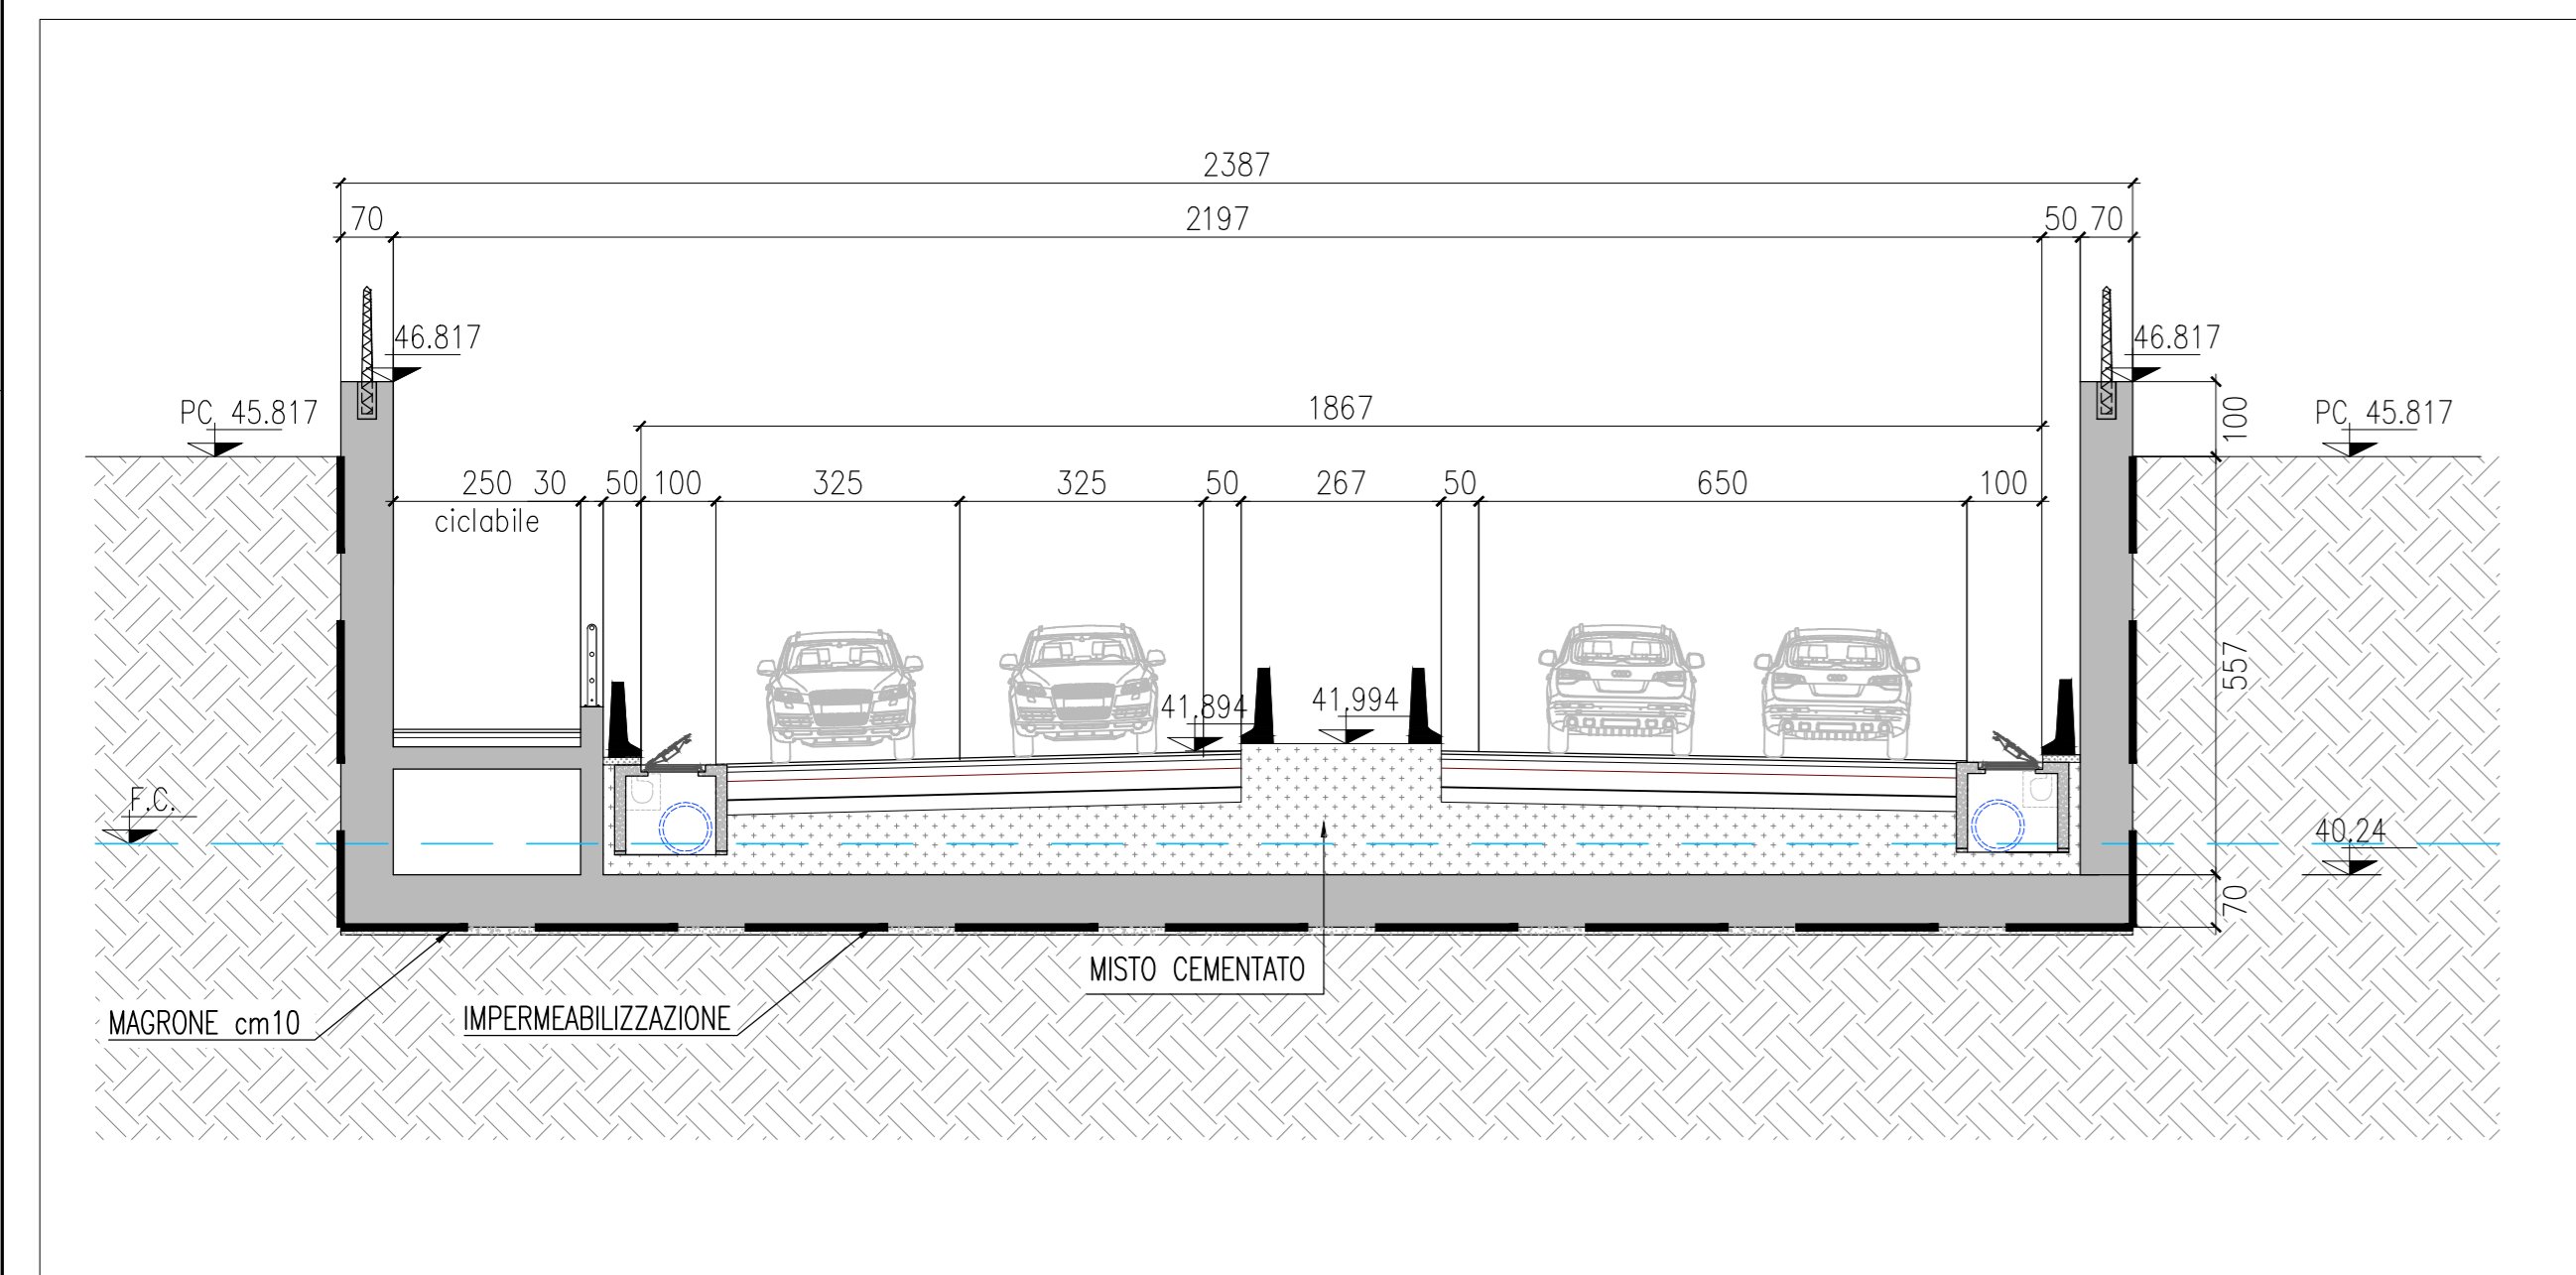 2387
70 2197 50 70
46.817 46.817
PC 45.817 PC 45.817
100
1867
250 30 50 100 325 325 50 267 50 650 100
ciclabile
557
41.894 41.994
F.C.
40.24
70
MISTO CEMENTATO
MAGRONE cm10
IMPERMEABILIZZAZIONE